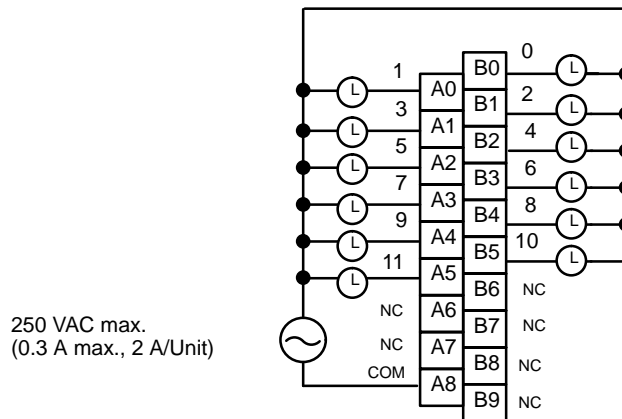 0
1 B0 L
L A0 2
3 B1 L
L A1 4
5 B2 L
L A2 6
7 B3 L
L A3 8
9 B4 L
L A4 10
11 B5 L
L A5 B6 NC
NC A6 B7 NC
250 VAC max.
(0.3 A max., 2 A/Unit)
NC A7 B8 NC
COM A8 B9 NC